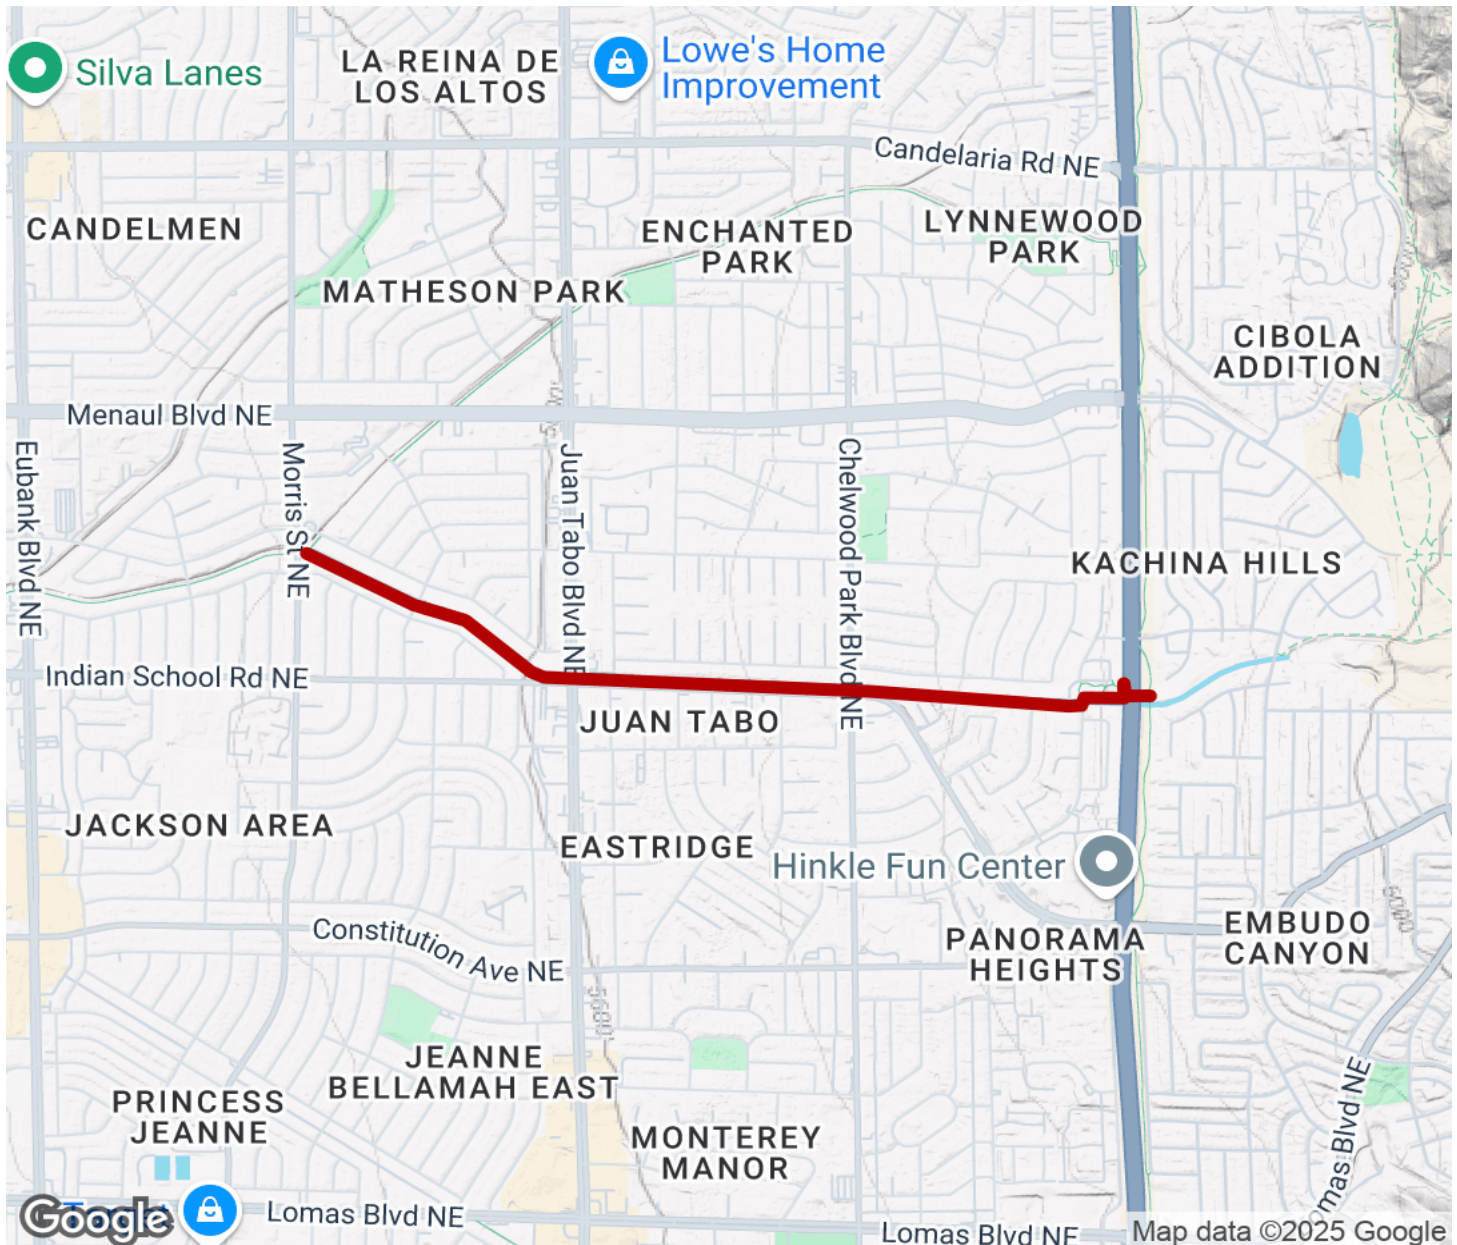 Silva Lanes
LA REINA DE
LOS ALTOS
Lowe's Home
Improvement
Candelaria Rd NE
CANDELMEN
ENCHANTED
PARK
LYNNEWOOD
PARK
MATHESON PARK
CIBOLA
ADDITION
Menaul Blvd NE
Eubank Blvd NE
Morris St NE
Juan Tabo Blvd NE
Chelwood Park Blvd NE
KACHINA HILLS
Indian School Rd NE
JUAN TABO
JACKSON AREA
EASTRIDGE
Hinkle Fun Center
Constitution Ave NE
PANORAMA
HEIGHTS
EMBUDO
CANYON
JEANNE
BELLAMAH EAST
PRINCESS
JEANNE
MONTEREY
MANOR
omas Blvd NE
Target
Google
Lomas Blvd NE
Lomas Blvd NE
Map data ©2025 Google